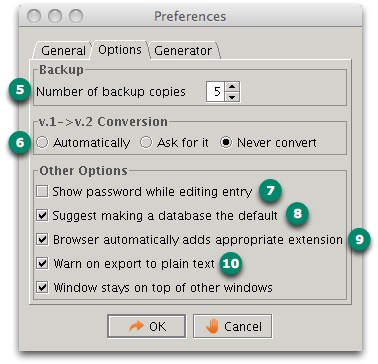 Preferences
General Options Generator
Backup
5 Number of backup copies 5
v.1->v.2 Conversion
6 Automatically Ask for it Never convert
Other Options
Show password while editing entry 7
Suggest making a database the default 8
Browser automatically adds appropriate extension 9
Warn on export to plain text 10
Window stays on top of other windows
OK Cancel